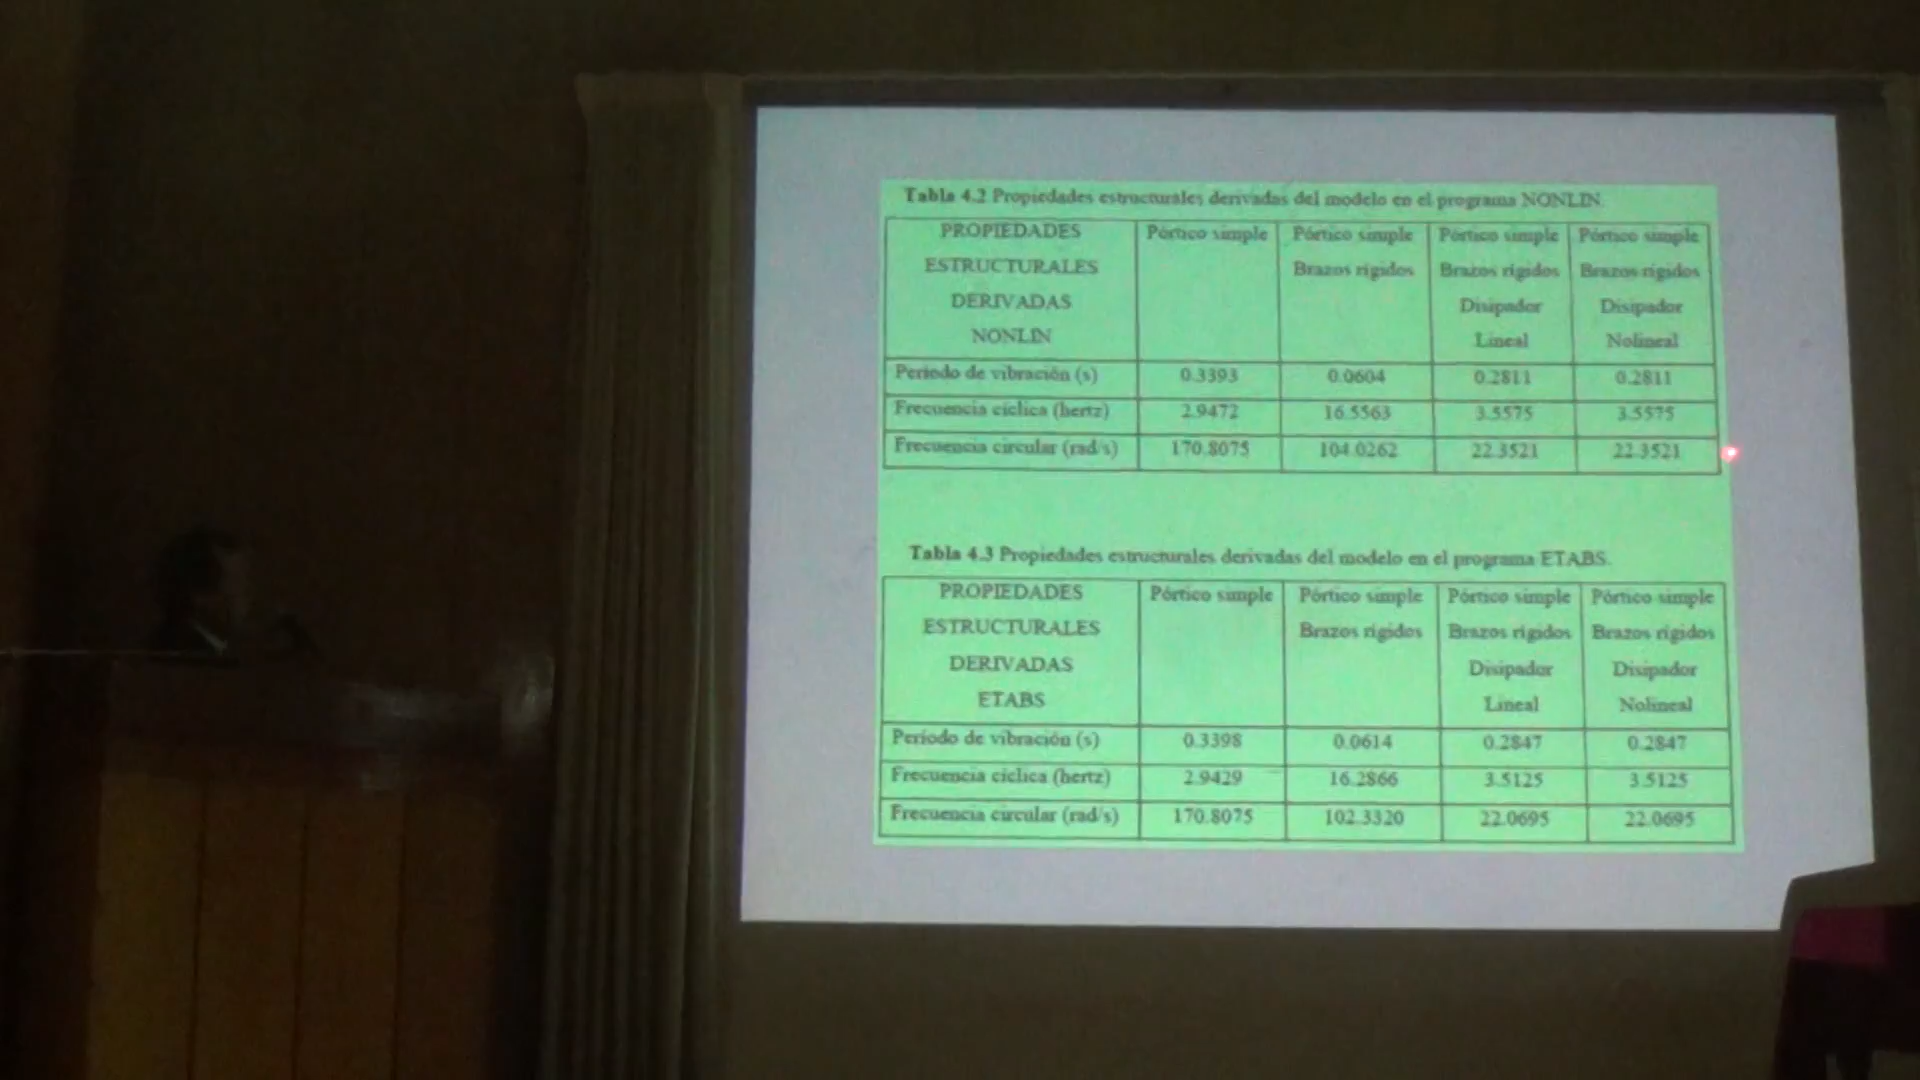 Tabla 4.2 Propiedades estructurales derivadas del modelo en el programa NONLIN.
PROPIEDADES ESTRUCTURALES DERIVADAS NONLIN | Pórtico simple | Pórtico simple Brazos rígidos | Pórtico simple Brazos rígidos Disipador Lineal | Pórtico simple Brazos rígidos Disipador Nolineal
Periodo de vibración (s) | 0.3393 | 0.0604 | 0.2811 | 0.2811
Frecuencia cíclica (hertz) | 2.9472 | 16.5563 | 3.5575 | 3.5575
Frecuencia circular (rad/s) | 170.8075 | 104.0262 | 22.3521 | 22.3521
Tabla 4.3 Propiedades estructurales derivadas del modelo en el programa ETABS.
PROPIEDADES ESTRUCTURALES DERIVADAS ETABS | Pórtico simple | Pórtico simple Brazos rígidos | Pórtico simple Brazos rígidos Disipador Lineal | Pórtico simple Brazos rígidos Disipador Nolineal
Periodo de vibración (s) | 0.3398 | 0.0614 | 0.2847 | 0.2847
Frecuencia cíclica (hertz) | 2.9429 | 16.2866 | 3.5125 | 3.5125
Frecuencia circular (rad/s) | 170.8075 | 102.3320 | 22.0695 | 22.0695